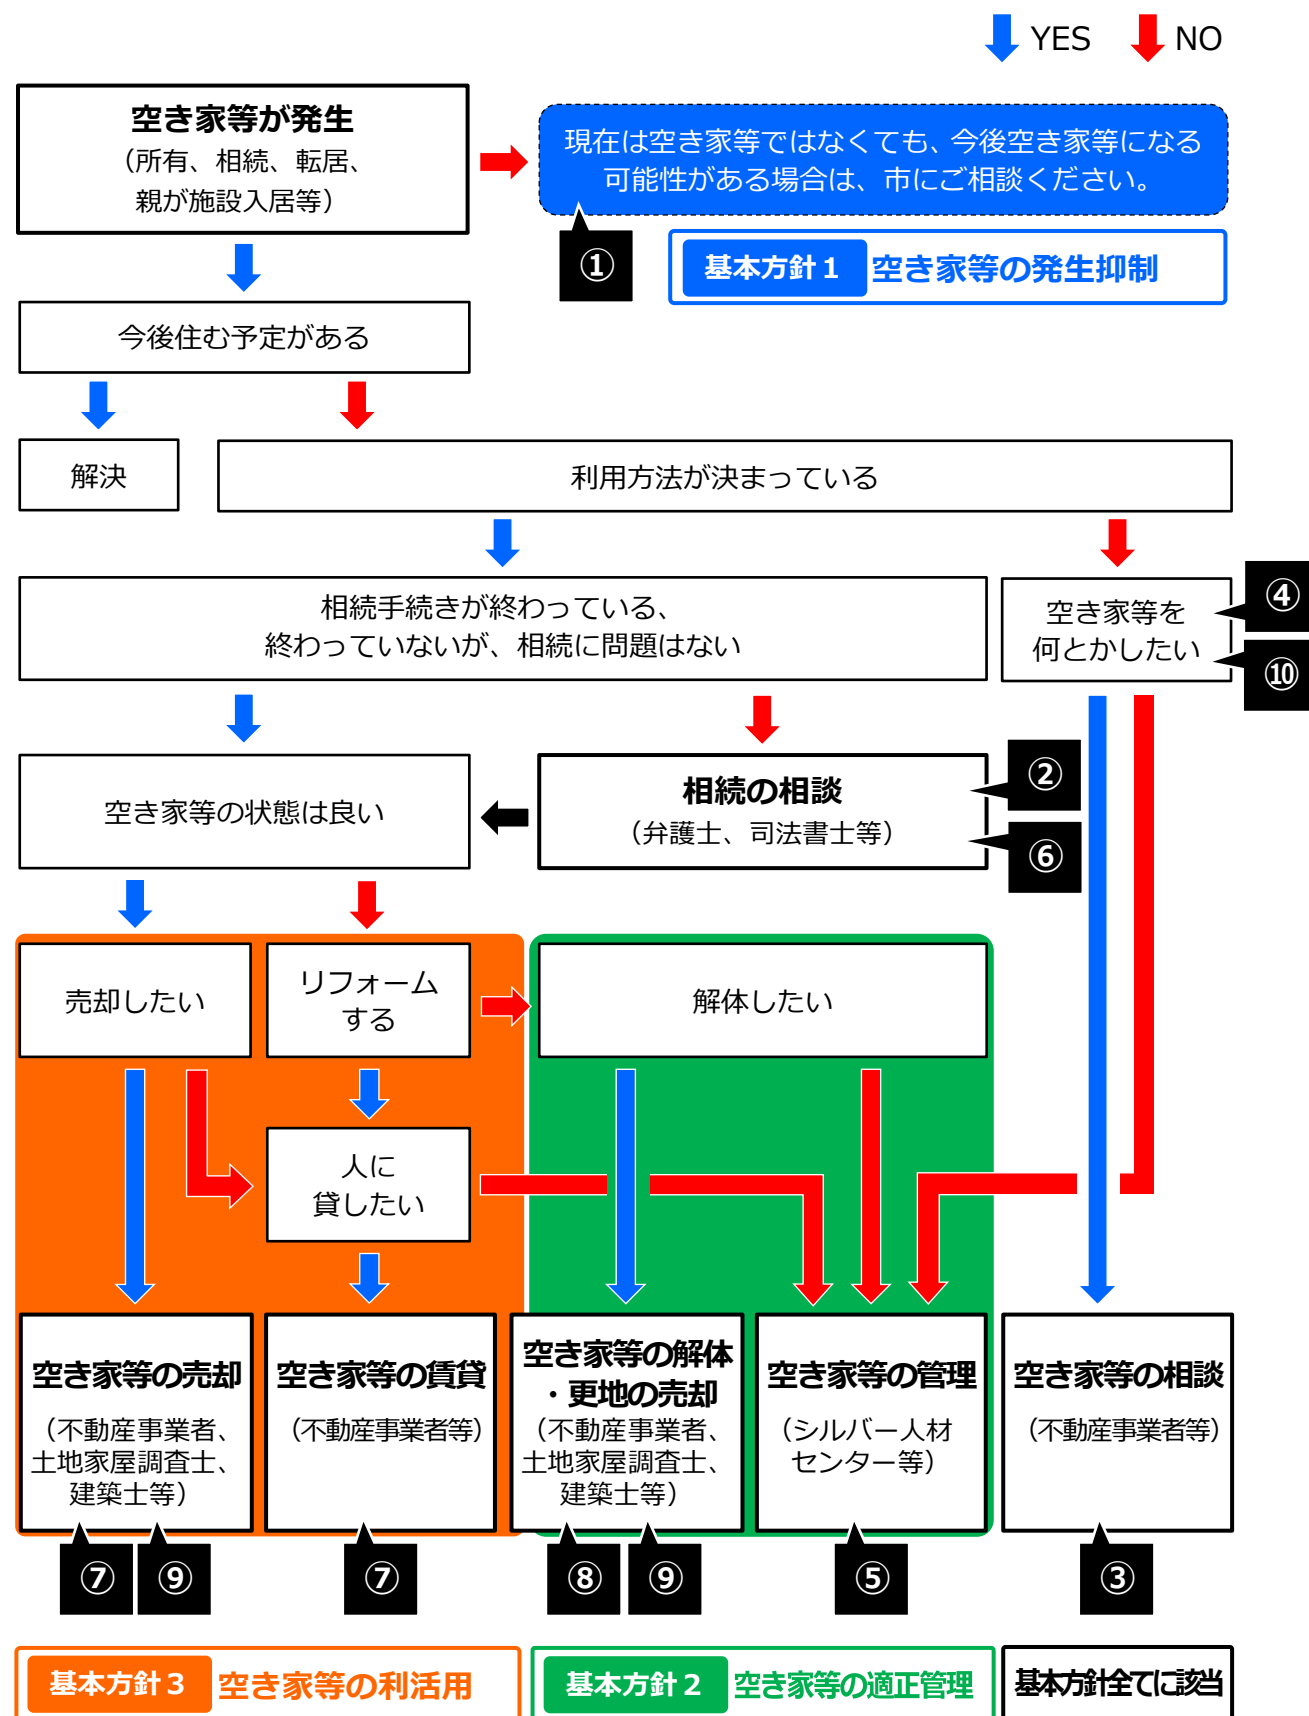 YES
NO
空き家等が発生
（所有、相続、転居、
親が施設入居等）
現在は空き家等ではなくても、今後空き家等になる
可能性がある場合は、市にご相談ください。
①
基本方針１ 空き家等の発生抑制
今後住む予定がある
解決
利用方法が決まっている
相続手続きが終わっている、
終わっていないが、相続に問題はない
空き家等を
何とかしたい
④
⑩
空き家等の状態は良い
相続の相談
（弁護士、司法書士等）
②
⑥
売却したい
リフォーム
する
解体したい
人に
貸したい
空き家等の売却
（不動産事業者、
土地家屋調査士、
建築士等）
空き家等の賃貸
（不動産事業者等）
空き家等の解体
・更地の売却
（不動産事業者、
土地家屋調査士、
建築士等）
空き家等の管理
（シルバー人材
センター等）
空き家等の相談
（不動産事業者等）
⑦ ⑨
⑦
⑧ ⑨
⑤
③
基本方針３ 空き家等の利活用
基本方針２ 空き家等の適正管理
基本方針全てに該当